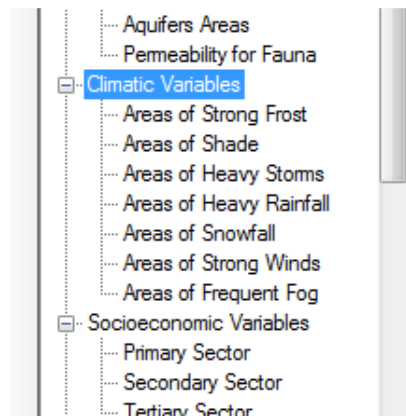 Aquifers Areas
Permeability for Fauna
Climatic Variables
Areas of Strong Frost
Areas of Shade
Areas of Heavy Storms
Areas of Heavy Rainfall
Areas of Snowfall
Areas of Strong Winds
Areas of Frequent Fog
Socioeconomic Variables
Primary Sector
Secondary Sector
Tertiary Sector